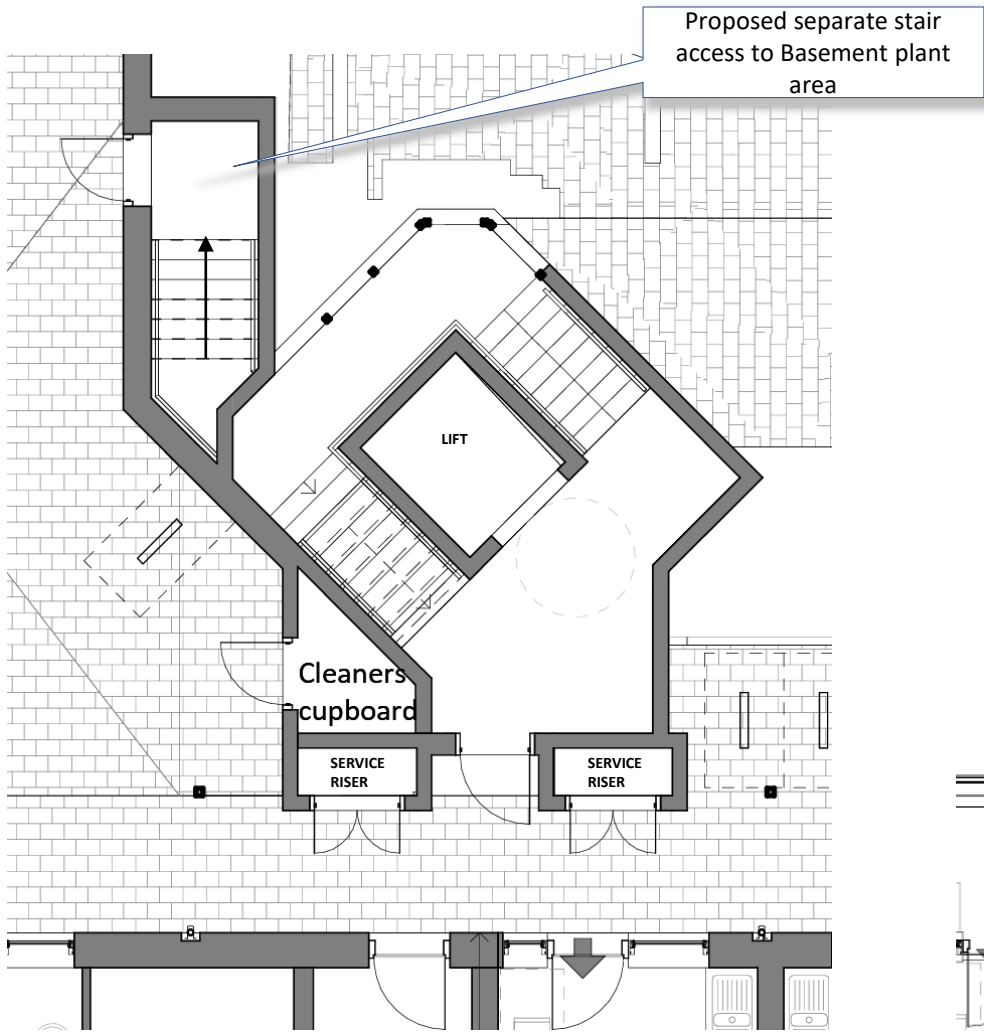 Proposed separate stair
access to Basement plant
area
LIFT
Cleaners
cupboard
SERVICE
RISER
SERVICE
RISER